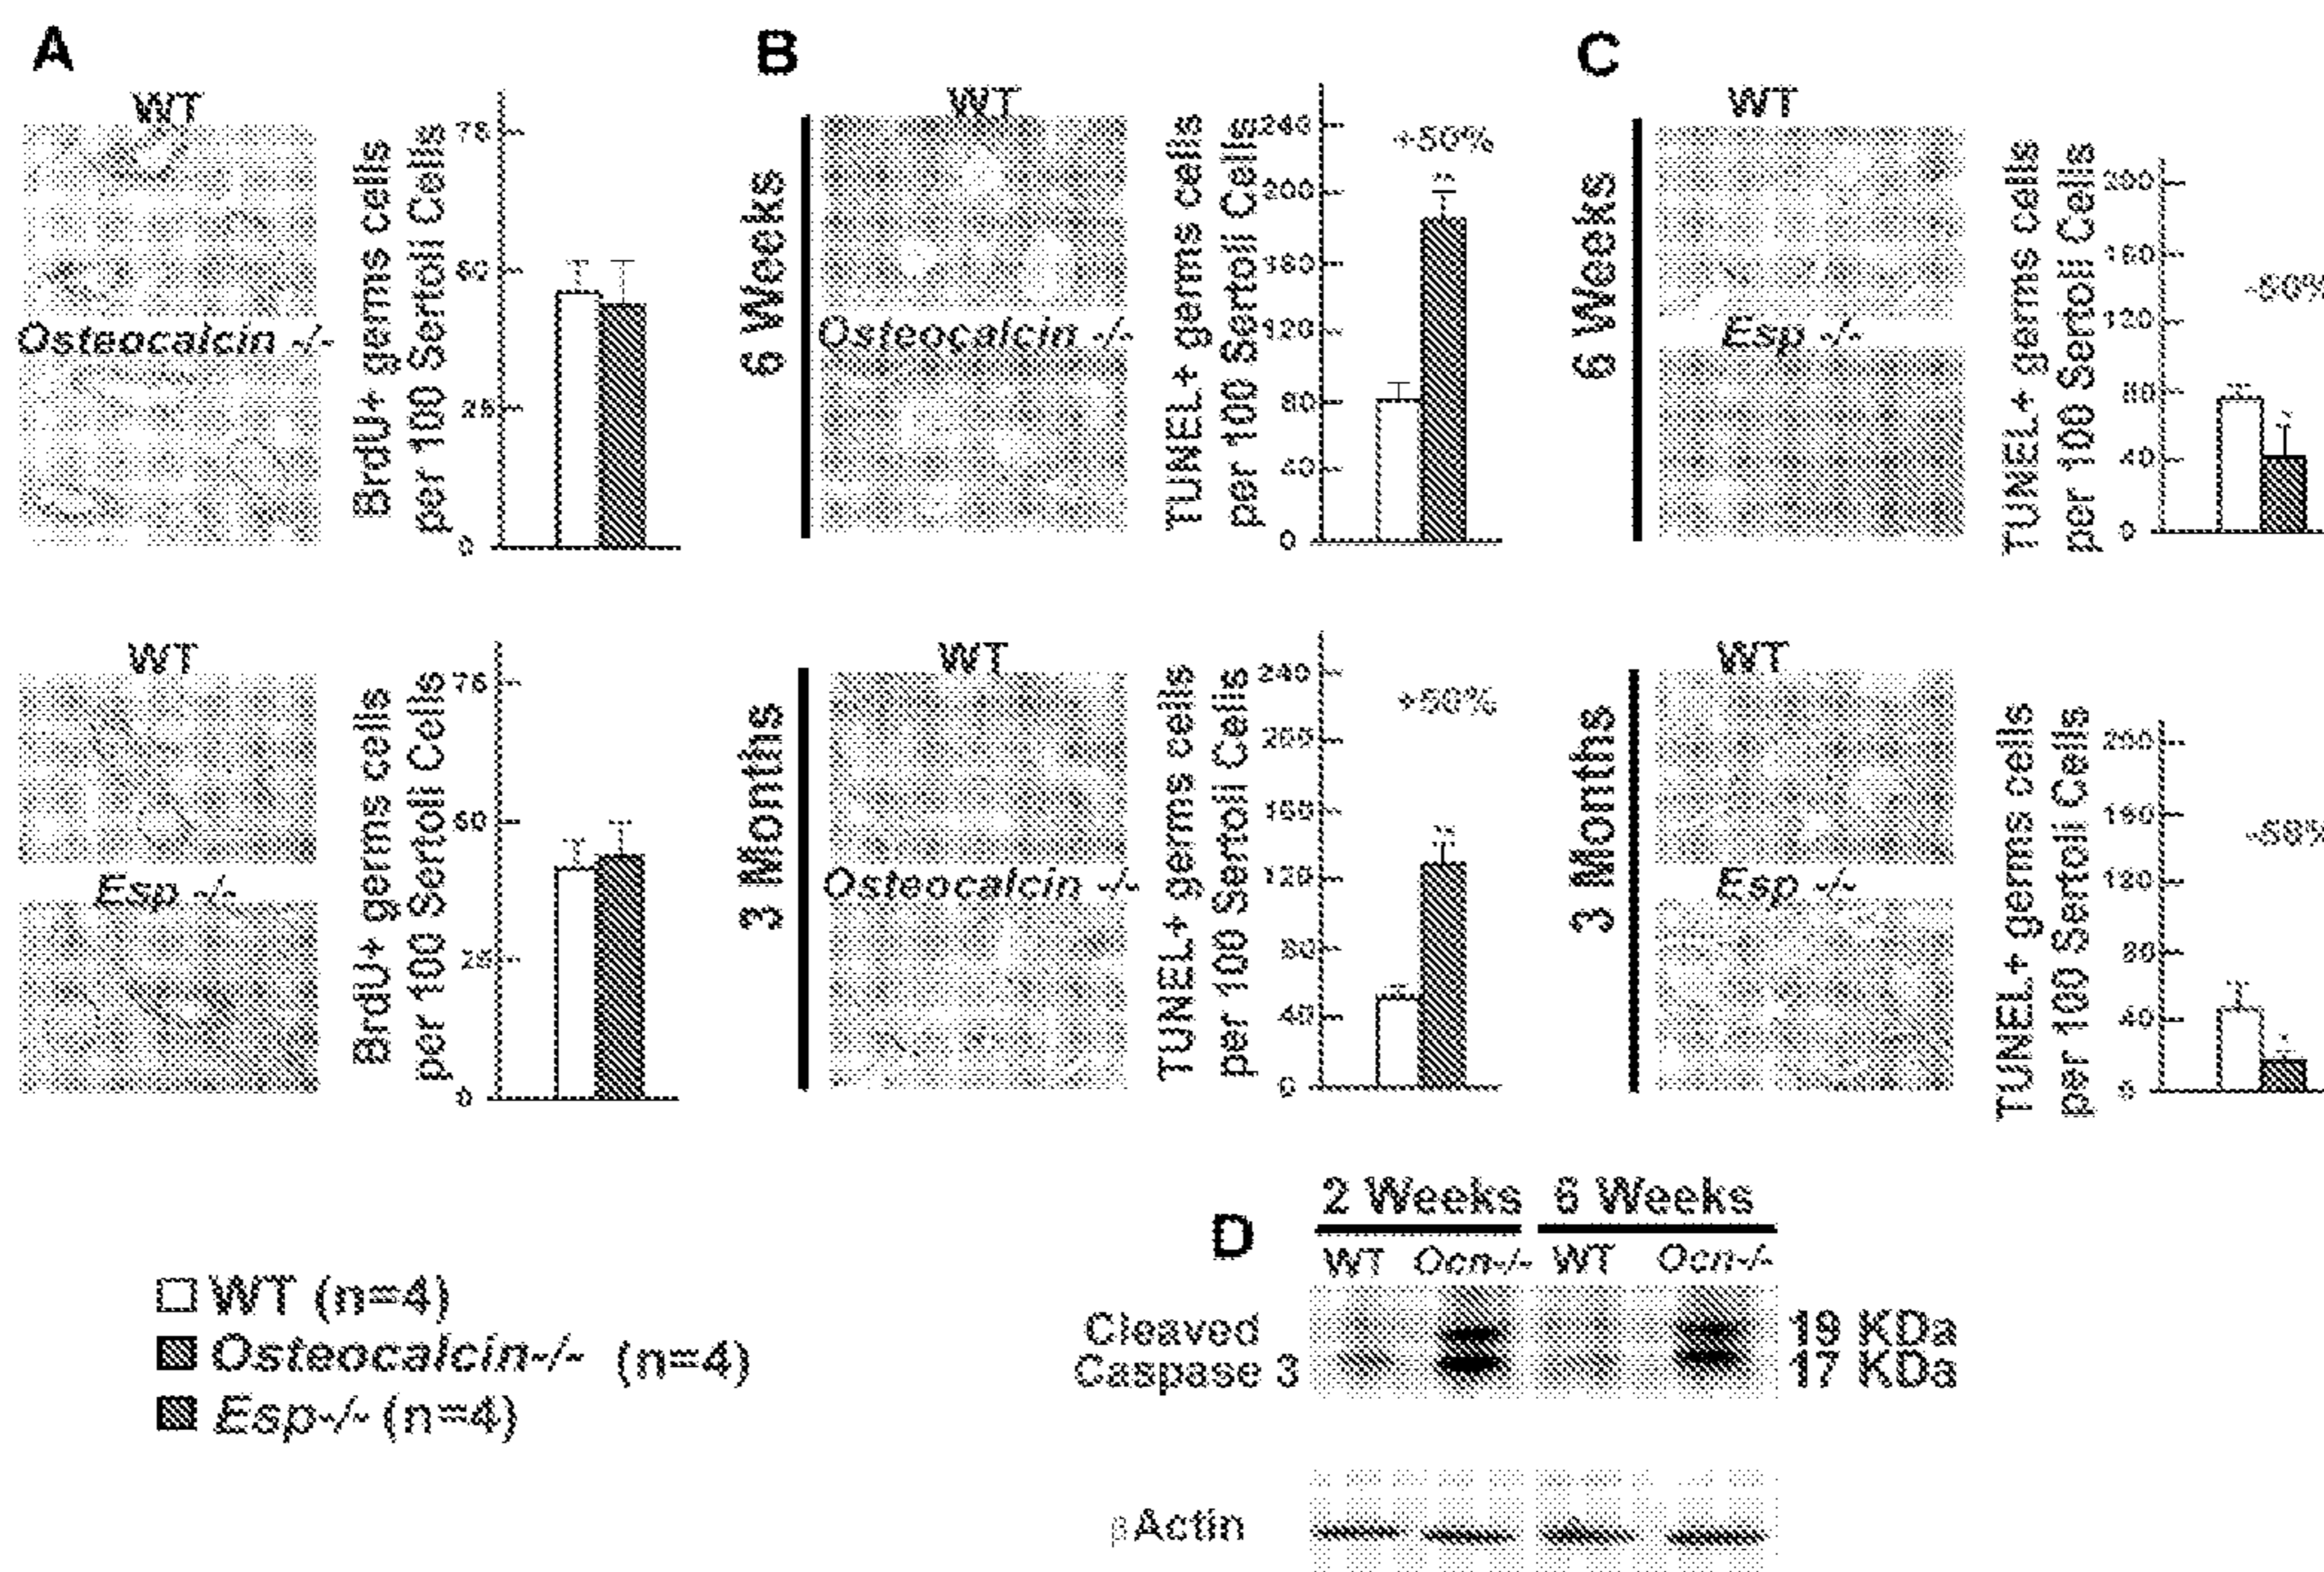 A
WT
Osteocalcin -/-
BrdU+ germs cells
per 100 Sertoli Cells
75
50
25
0
B
6 Weeks
WT
Osteocalcin -/-
TUNEL+ germs cells
per 100 Sertoli Cells
240
200
160
120
80
40
0
+50%
C
6 Weeks
WT
Esp -/-
TUNEL+ germs cells
per 100 Sertoli Cells
200
160
120
80
40
0
-50%
WT
Esp -/-
BrdU+ germs cells
per 100 Sertoli Cells
75
50
25
0
3 Months
WT
Osteocalcin -/-
TUNEL+ germs cells
per 100 Sertoli Cells
240
200
160
120
80
40
0
+50%
3 Months
WT
Esp -/-
TUNEL+ germs cells
per 100 Sertoli Cells
200
160
120
80
40
0
WT (n=4)
Osteocalcin-/- (n=4)
Esp-/- (n=4)
D
2 Weeks 6 Weeks
WT Ocn-/- WT Ocn-/-
Cleaved
Caspase 3
19 KDa
17 KDa
βActin